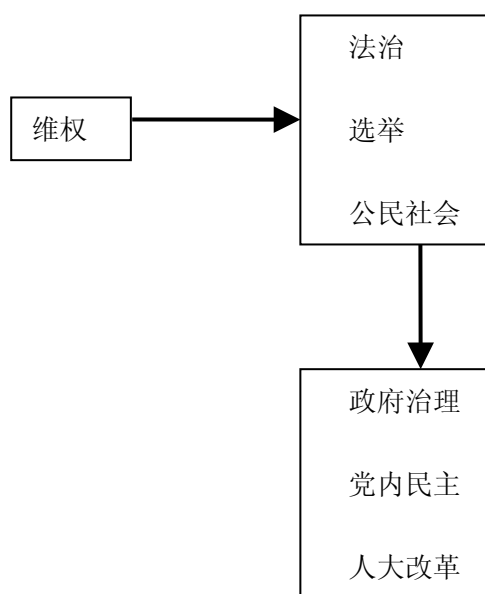 维权
法治
选举
公民社会
政府治理
党内民主
人大改革